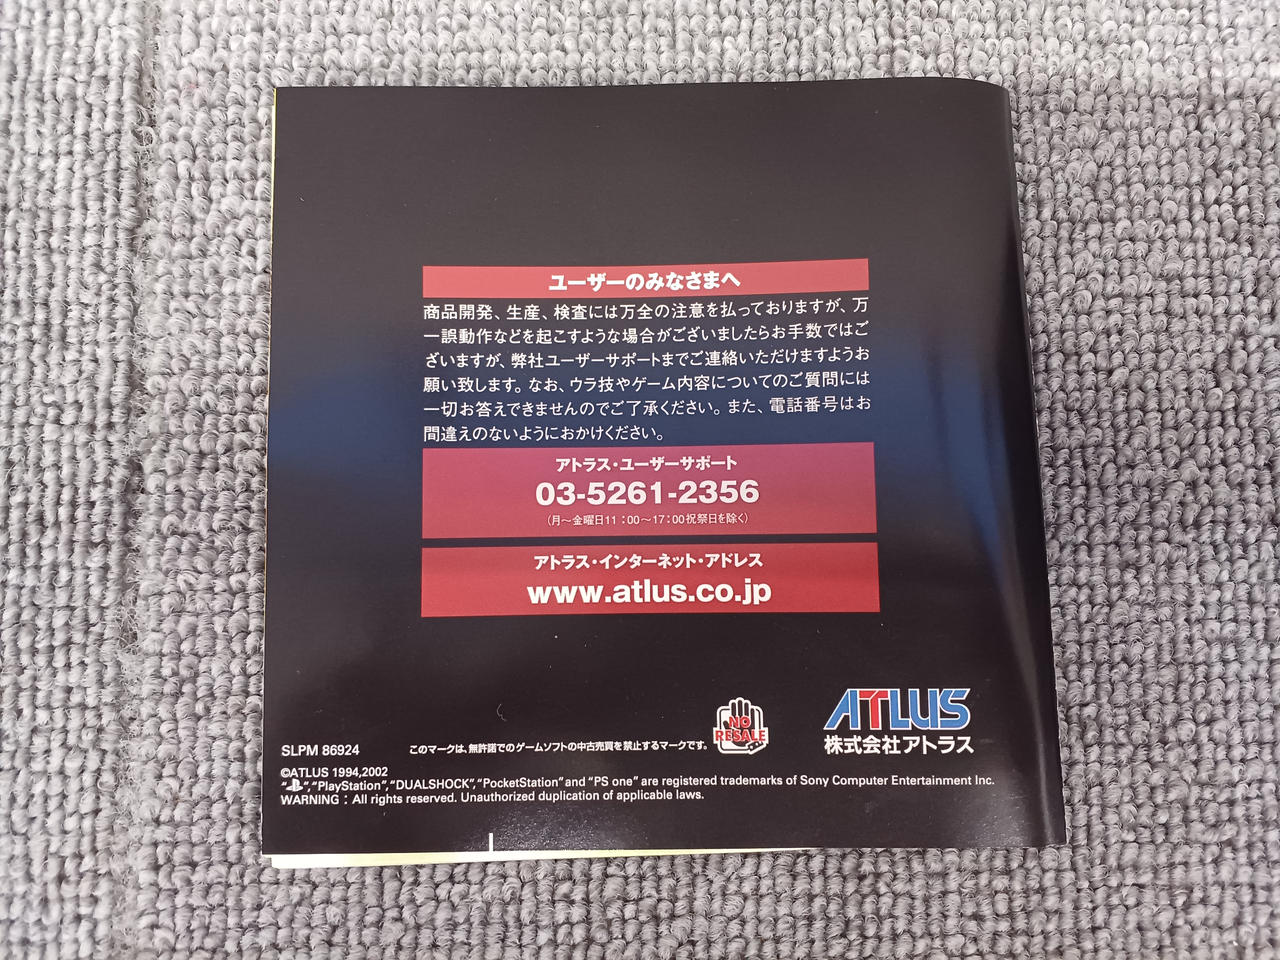 ユーザーのみなさまへ
商品開発、生産、検査には万全の注意を払っておりますが、万
一誤動作などを起こすような場合がございましたらお手数ではご
ざいますが、弊社ユーザーサポートまでご連絡いただけますようお
願い致します。なお、ウラ技やゲーム内容についてのご質問には
一切お答えできませんのでご了承ください。また、電話番号はお
間違えのないようにおかけください。
アトラス・ユーザーサポート
03-5261-2356
（月〜金曜日11：00〜17：00祝祭日を除く）
アトラス・インターネット・アドレス
www.atlus.co.jp
NO
RESALE
ATLUS
株式会社アトラス
SLPM 86924
このマークは、無許諾でのゲームソフトの中古売買を禁止するマークです。
©ATLUS 1994,2002
" ","PlayStation","DUALSHOCK","PocketStation" and "PS one" are registered trademarks of Sony Computer Entertainment Inc.
WARNING : All rights reserved. Unauthorized duplication of applicable laws.